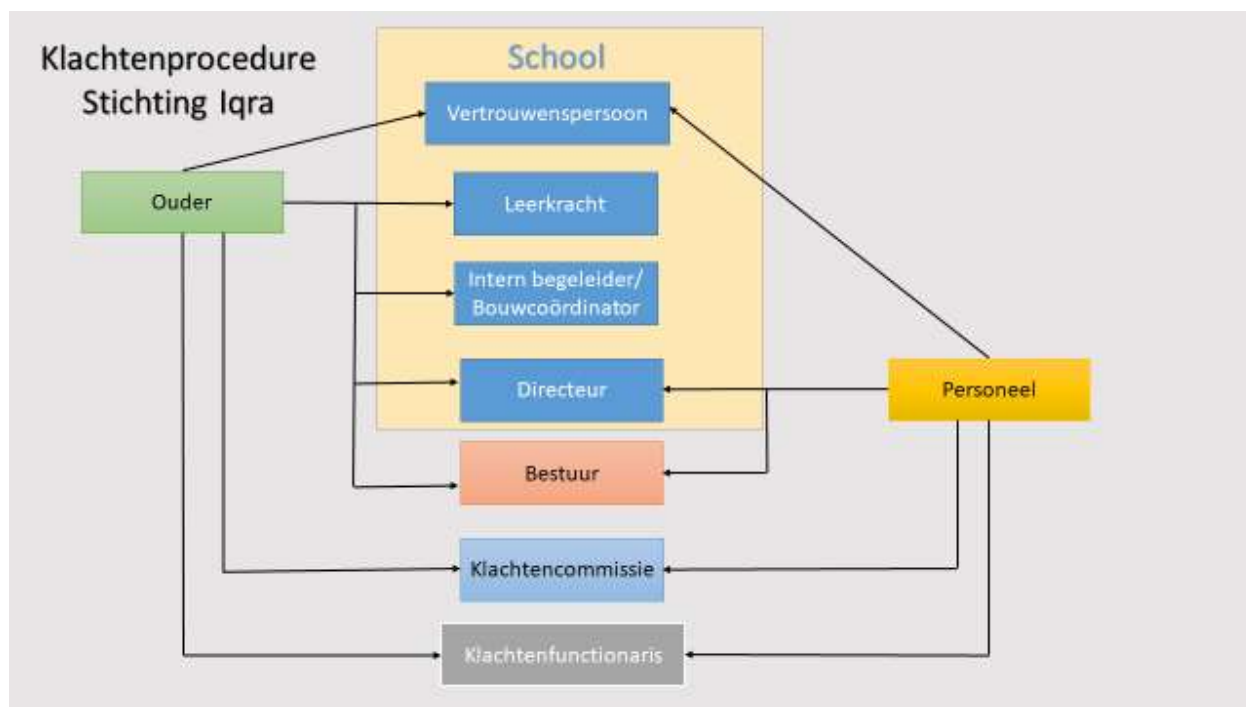 Klachtenprocedure
Stichting Iqra
School
Vertrouwenspersoon
Ouder
Leerkracht
Intern begeleider/
Bouwcoördinator
Directeur
Personeel
Bestuur
Klachtencommissie
Klachtenfunctionaris